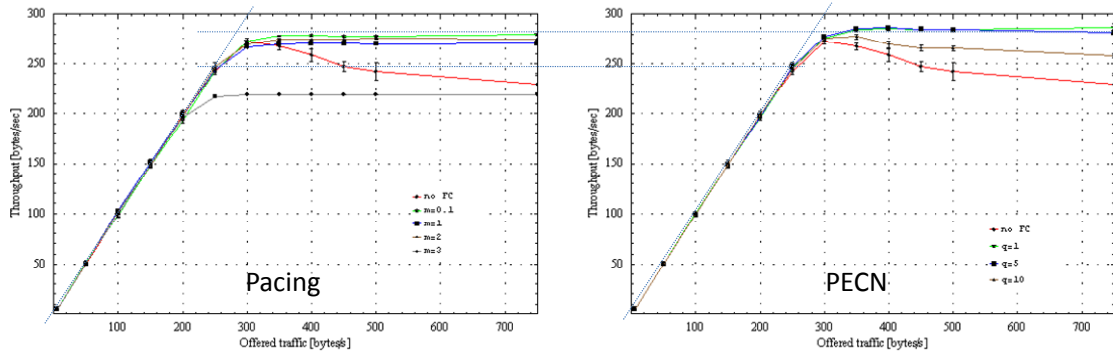 300
250
200
150
100
50
Throughput [bytes/sec]
no FC
m=0.1
m=1
m=2
m=3
Pacing
100 200 300 400 500 600 700
Offered traffic [bytes/s]
300
250
200
150
100
50
Throughput [bytes/sec]
no FC
q=1
q=5
q=10
PECN
100 200 300 400 500 600 700
Offered traffic [bytes/s]